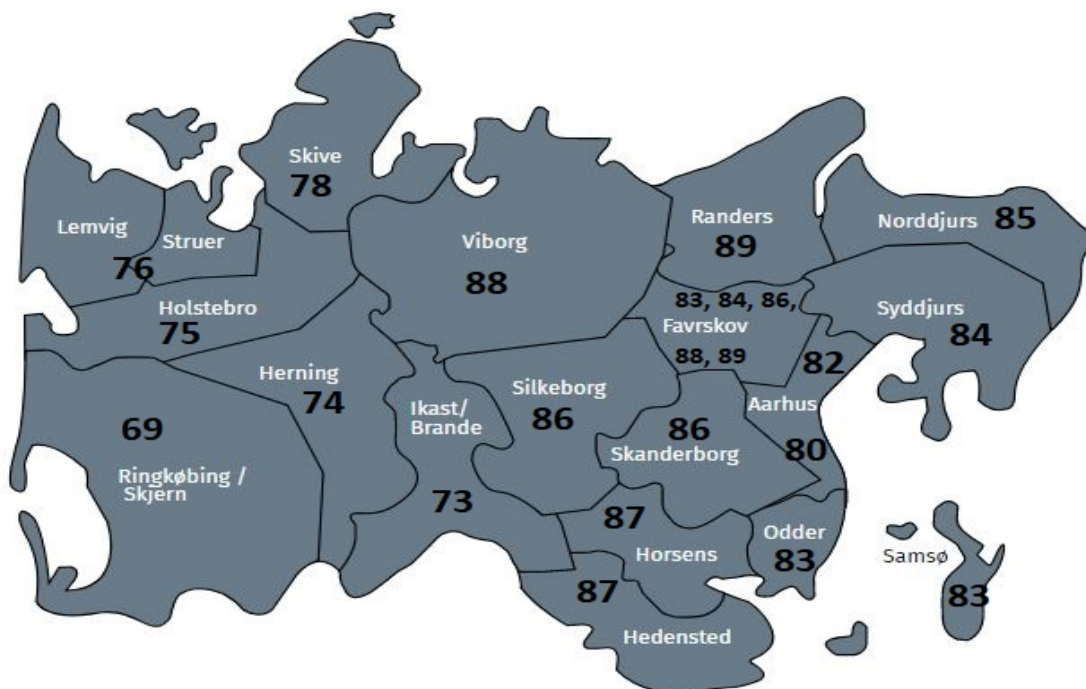 Skive
78
Lemvig
Struer
76
Viborg
88
Randers
89
Norddjurs 85
Holstebro
75
83, 84, 86,
Favrskov
88, 89
Syddjurs
84
82
Herning
74
Ikast/
Brande
73
Silkeborg
86
Aarhus
80
86
Skanderborg
69
Ringkøbing /
Skjern
87
Horsens
Odder
83
Samsø
83
87
Hedensted